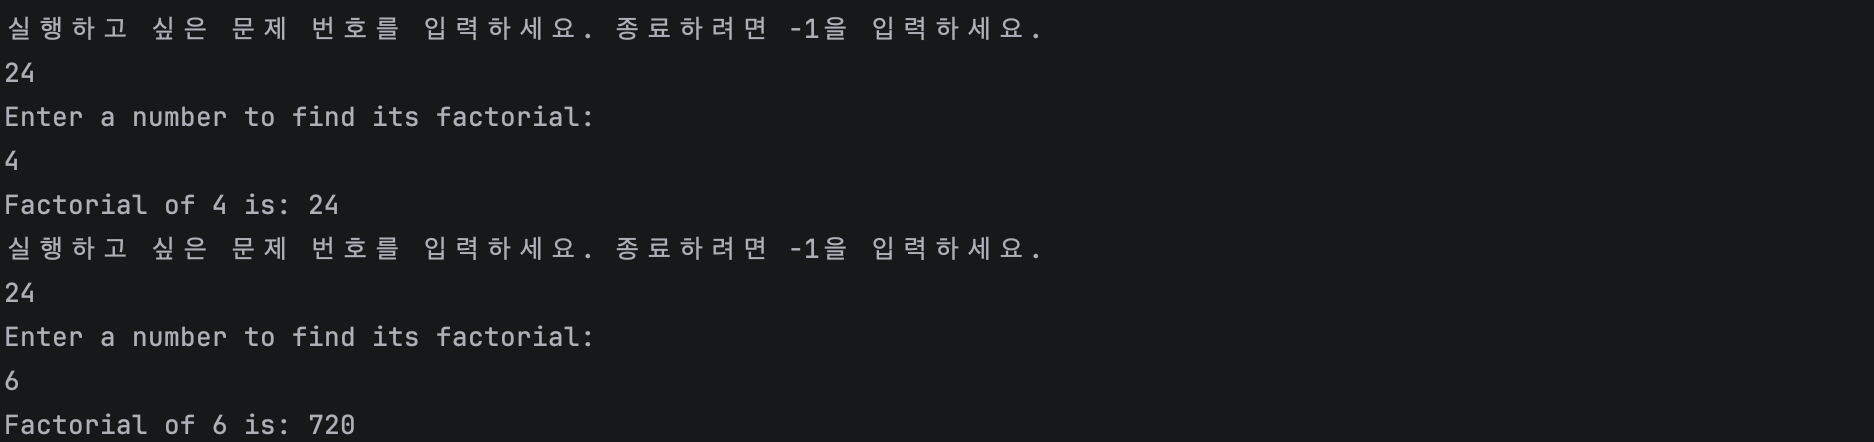 실행하고 싶은 문제 번호를 입력하세요. 종료하려면 -1을 입력하세요.
24
Enter a number to find its factorial:
4
Factorial of 4 is: 24
실행하고 싶은 문제 번호를 입력하세요. 종료하려면 -1을 입력하세요.
24
Enter a number to find its factorial:
6
Factorial of 6 is: 720